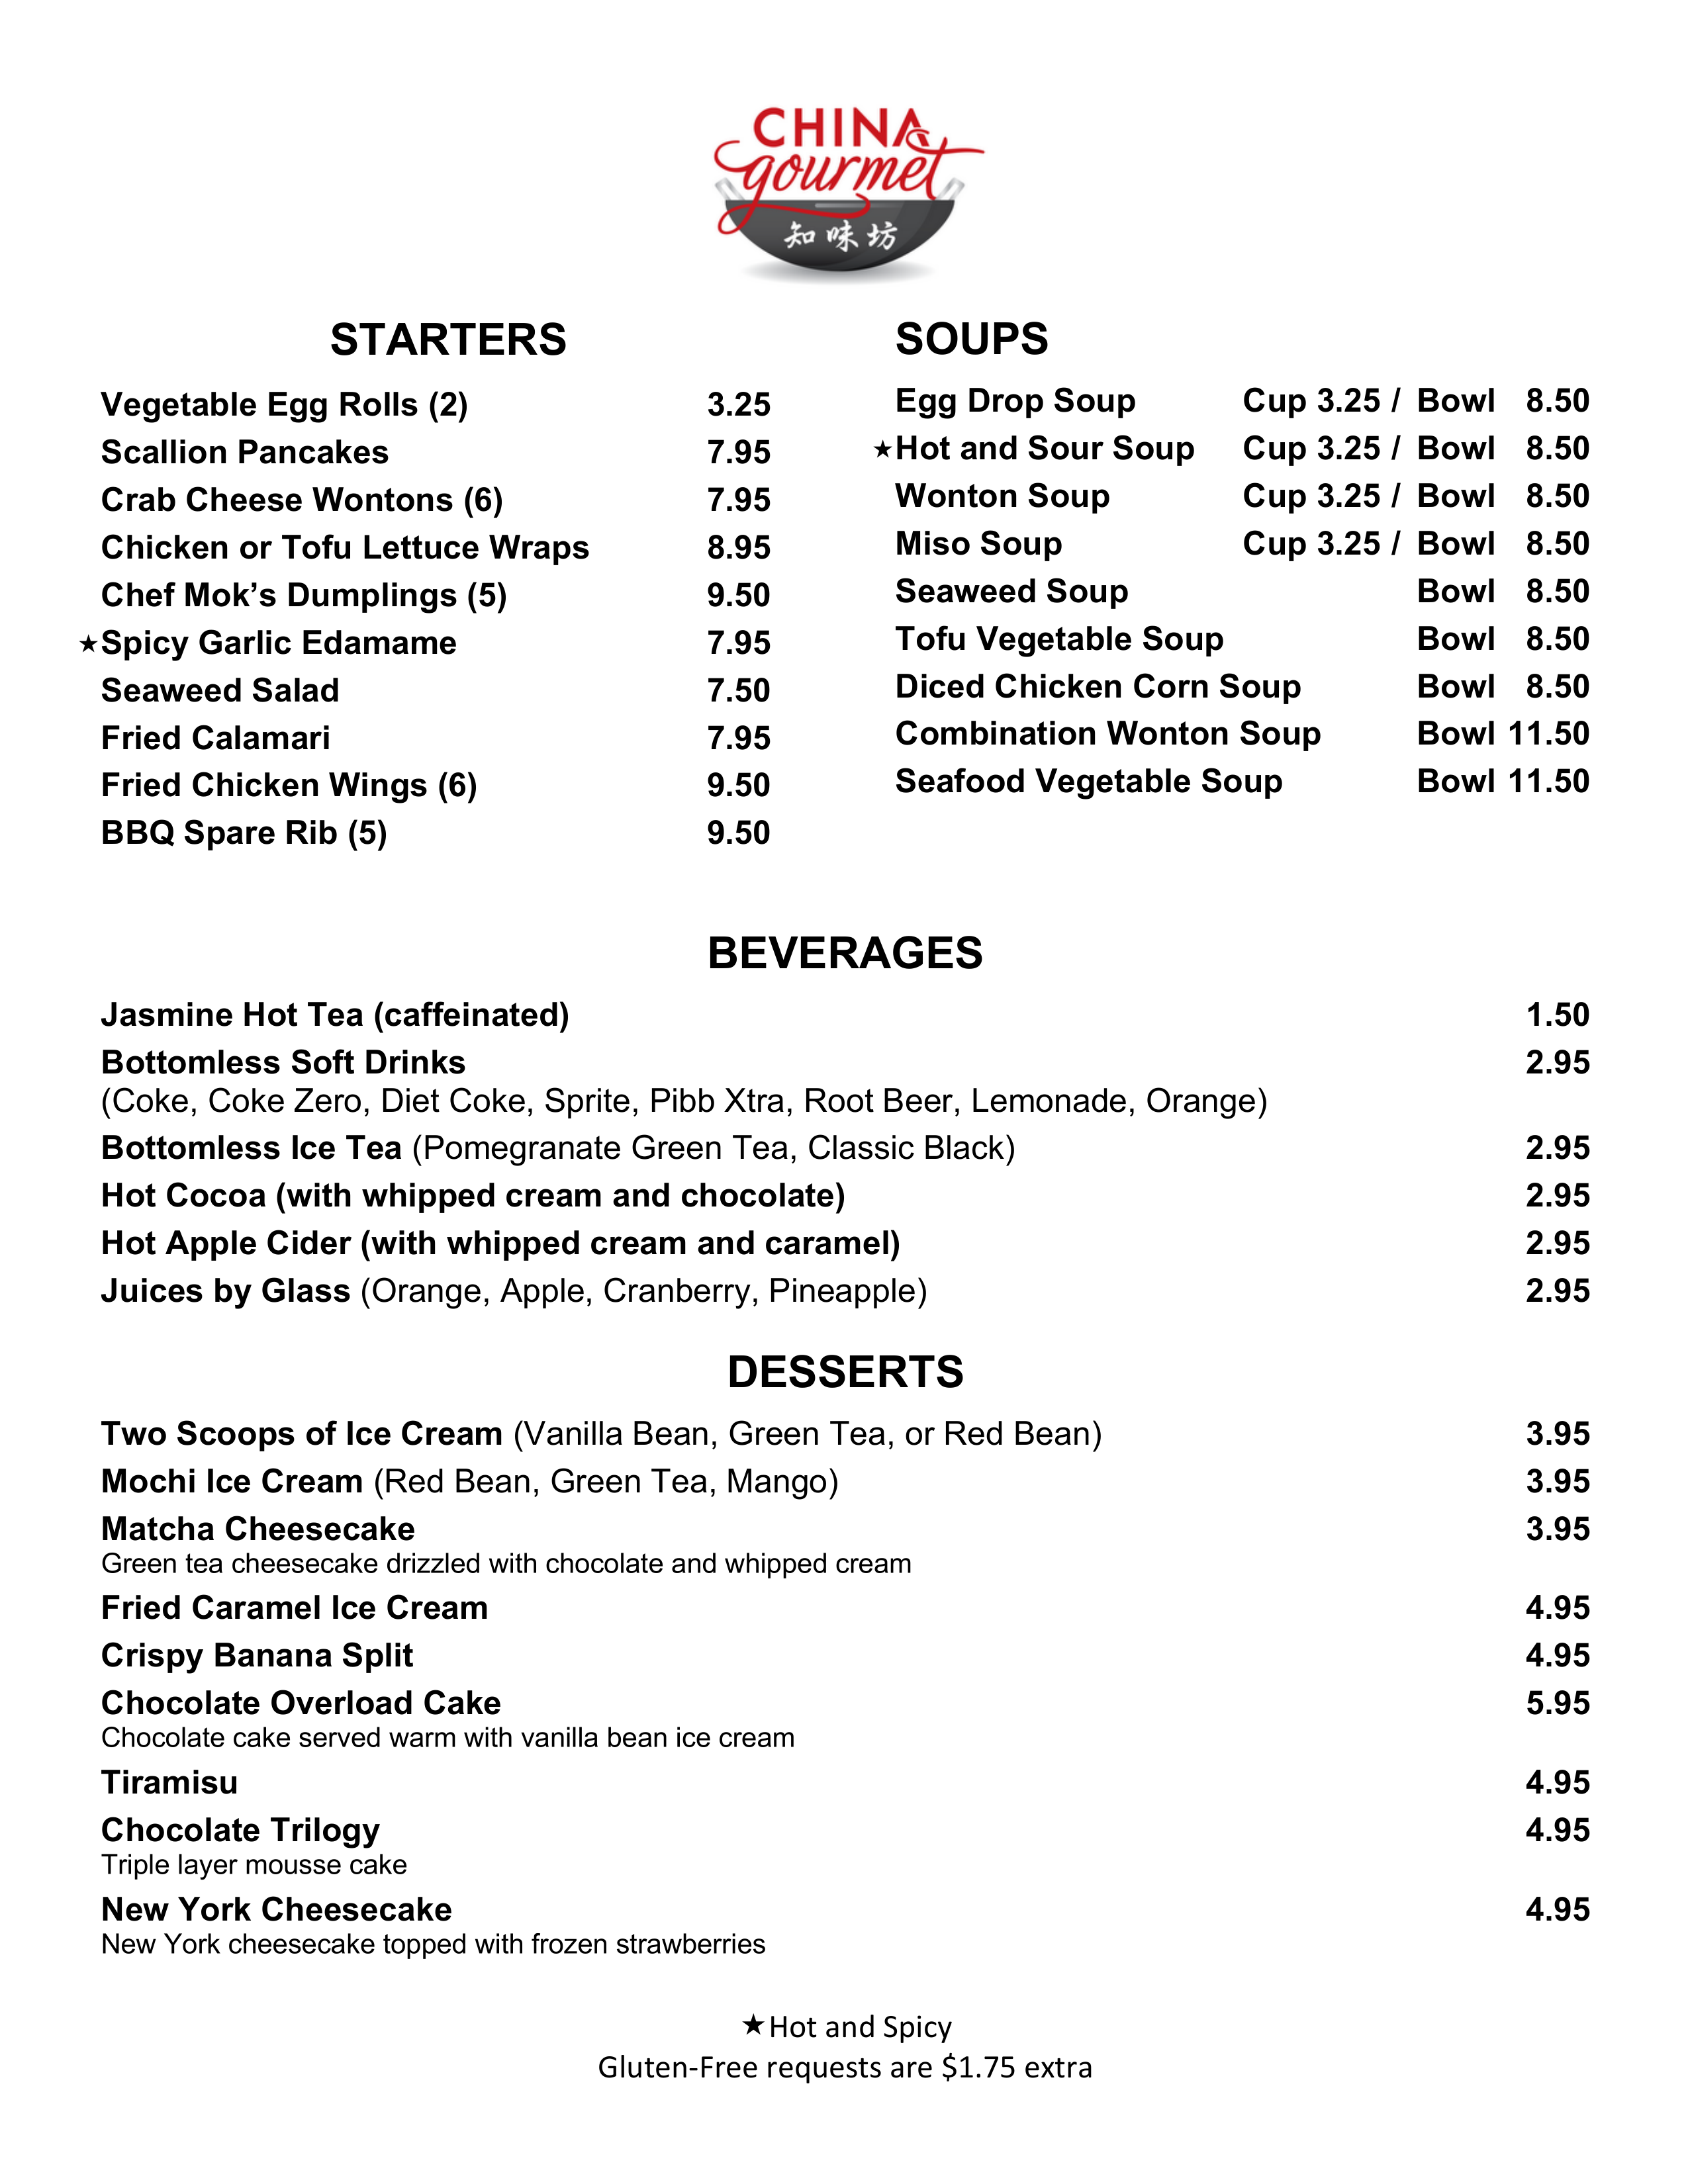 CHINA
gourmet
知味坊
STARTERS
Vegetable Egg Rolls (2) 3.25
Scallion Pancakes 7.95
Crab Cheese Wontons (6) 7.95
Chicken or Tofu Lettuce Wraps 8.95
Chef Mok’s Dumplings (5) 9.50
★Spicy Garlic Edamame 7.95
Seaweed Salad 7.50
Fried Calamari 7.95
Fried Chicken Wings (6) 9.50
BBQ Spare Rib (5) 9.50
SOUPS
Egg Drop Soup Cup 3.25 / Bowl 8.50
★Hot and Sour Soup Cup 3.25 / Bowl 8.50
Wonton Soup Cup 3.25 / Bowl 8.50
Miso Soup Cup 3.25 / Bowl 8.50
Seaweed Soup Bowl 8.50
Tofu Vegetable Soup Bowl 8.50
Diced Chicken Corn Soup Bowl 8.50
Combination Wonton Soup Bowl 11.50
Seafood Vegetable Soup Bowl 11.50
BEVERAGES
Jasmine Hot Tea (caffeinated) 1.50
Bottomless Soft Drinks 2.95
(Coke, Coke Zero, Diet Coke, Sprite, Pibb Xtra, Root Beer, Lemonade, Orange)
Bottomless Ice Tea (Pomegranate Green Tea, Classic Black) 2.95
Hot Cocoa (with whipped cream and chocolate) 2.95
Hot Apple Cider (with whipped cream and caramel) 2.95
Juices by Glass (Orange, Apple, Cranberry, Pineapple) 2.95
DESSERTS
Two Scoops of Ice Cream (Vanilla Bean, Green Tea, or Red Bean) 3.95
Mochi Ice Cream (Red Bean, Green Tea, Mango) 3.95
Matcha Cheesecake 3.95
Green tea cheesecake drizzled with chocolate and whipped cream
Fried Caramel Ice Cream 4.95
Crispy Banana Split 4.95
Chocolate Overload Cake 5.95
Chocolate cake served warm with vanilla bean ice cream
Tiramisu 4.95
Chocolate Trilogy 4.95
Triple layer mousse cake
New York Cheesecake 4.95
New York cheesecake topped with frozen strawberries
★Hot and Spicy
Gluten-Free requests are $1.75 extra